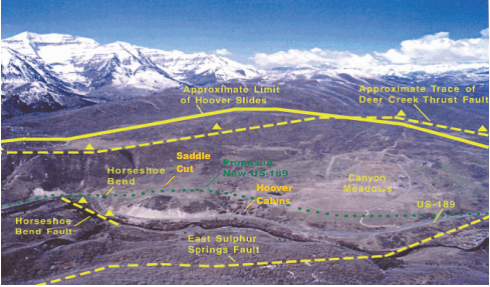 Approximate Limit
of Hoover Slides
Approximate Trace of
Deer Creek Thrust Fault
Saddle
Cut
Proposed
New US-189
Horseshoe
Bend
Hoover
Cabins
Canyon
Meadows
US-189
Horseshoe
Bend Fault
East Sulphur
Springs Fault